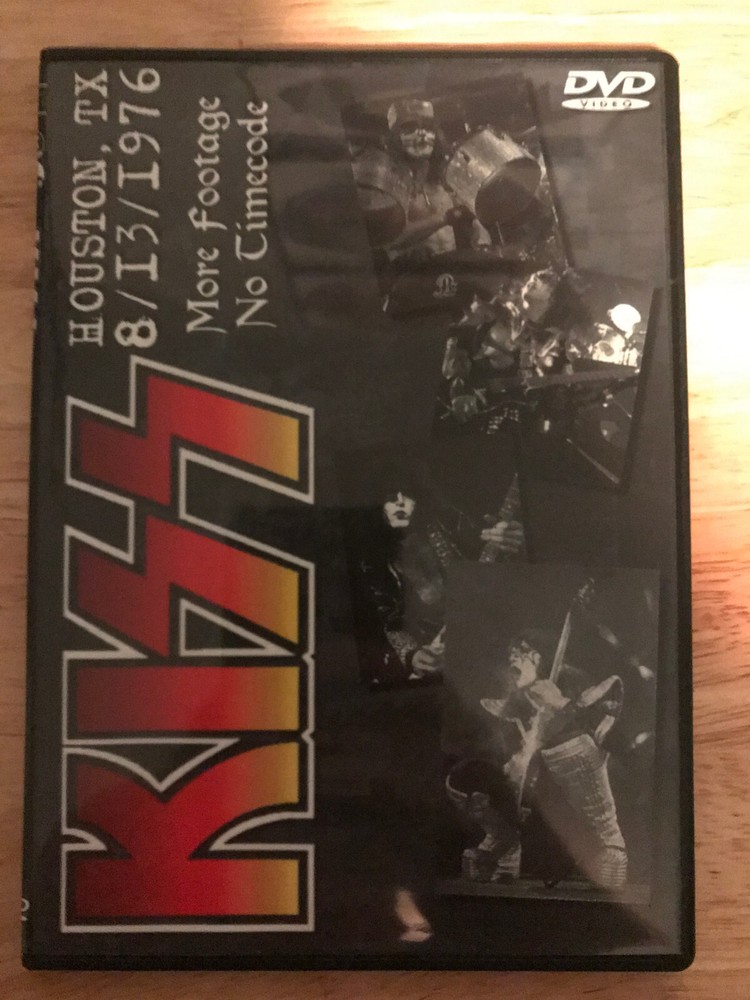 KISS
HOUSTON, TX
8/13/1976
More Footage
No Timecode
DVD
VIDEO